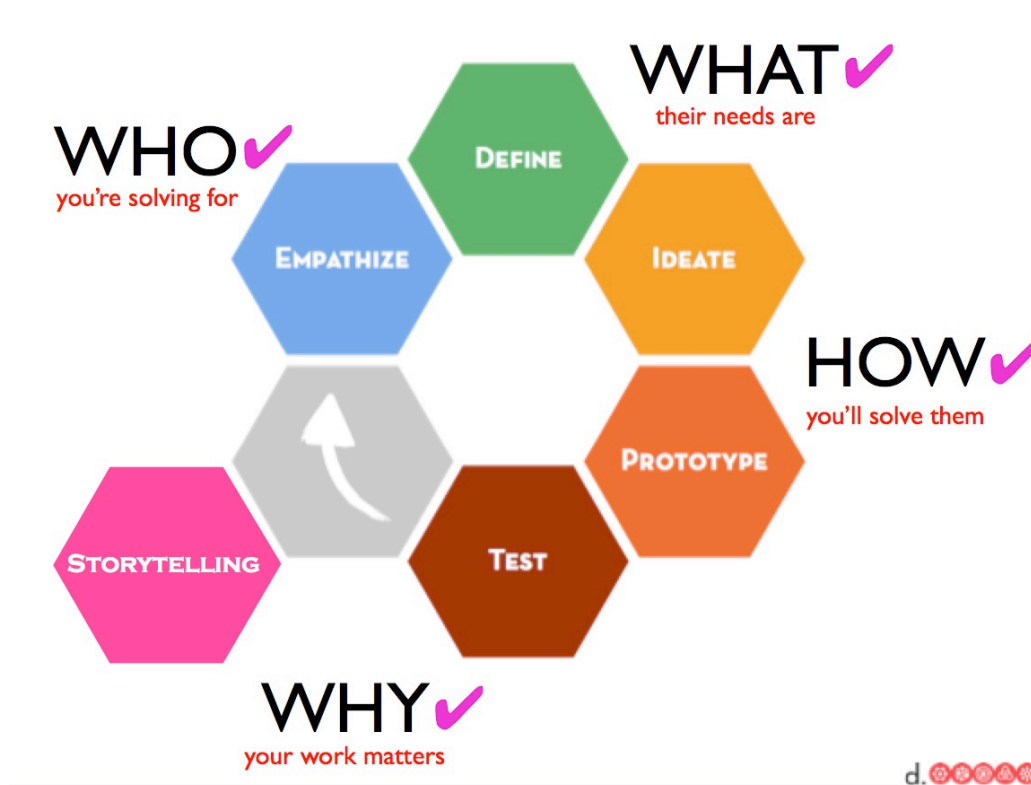 WHAT✔
their needs are
WHO✔
you're solving for
DEFINE
EMPATHIZE
IDEATE
HOW✔
you'll solve them
PROTOTYPE
TEST
STORYTELLING
WHY✔
your work matters
d.